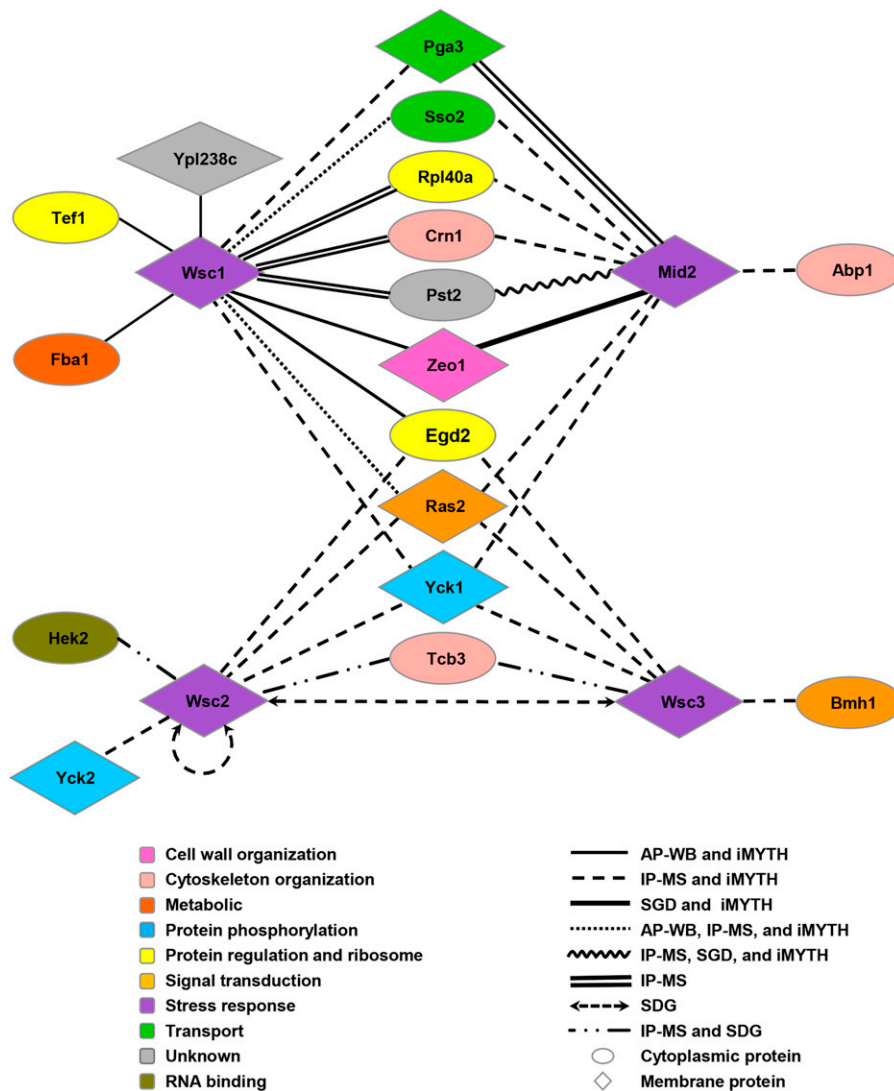 Pga3
Sso2
Ypl238c
Rpl40a
Tef1
Crn1
Wsc1
Mid2
Abp1
Pst2
Fba1
Zeo1
Egd2
Ras2
Yck1
Hek2
Tcb3
Wsc2
Wsc3
Bmh1
Yck2
Cell wall organization
Cytoskeleton organization
Metabolic
Protein phosphorylation
Protein regulation and ribosome
Signal transduction
Stress response
Transport
Unknown
RNA binding
AP-WB and iMYTH
IP-MS and iMYTH
SGD and iMYTH
AP-WB, IP-MS, and iMYTH
IP-MS, SGD, and iMYTH
IP-MS
SDG
IP-MS and SDG
Cytoplasmic protein
Membrane protein